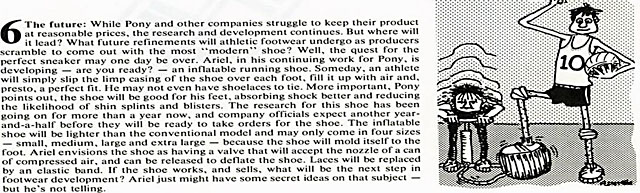 6 The future: While Pony and other companies struggle to keep their product
at reasonable prices, the research and development continues. But where will
it lead? What future refinements will athletic footwear undergo as producers
scramble to come out with the most "modern" shoe? Well, the quest for the
perfect sneaker may one day be over. Ariel, in his continuing work for Pony, is
developing — are you ready? — an inflatable running shoe. Someday, an athlete
will simply slip the limp casing of the shoe over each foot, fill it up with air and,
presto, a perfect fit. He may not even have shoelaces to tie. More important, Pony
points out, the shoe will be good for his feet, absorbing shock better and reducing
the likelihood of shin splints and blisters. The research for this shoe has been
going on for more than a year now, and company officials expect another year-
and-a-half before they will be ready to take orders for the shoe. The inflatable
shoe will be lighter than the conventional model and may only come in four sizes
— small, medium, large and extra large — because the shoe will mold itself to the
foot. Ariel envisions the shoe as having a valve that will accept the nozzle of a can
of compressed air, and can be released to deflate the shoe. Laces will be replaced
by an elastic band. If the shoe works, and sells, what will be the next step in
footwear development? Ariel just might have some secret ideas on that subject —
but he's not telling.
10